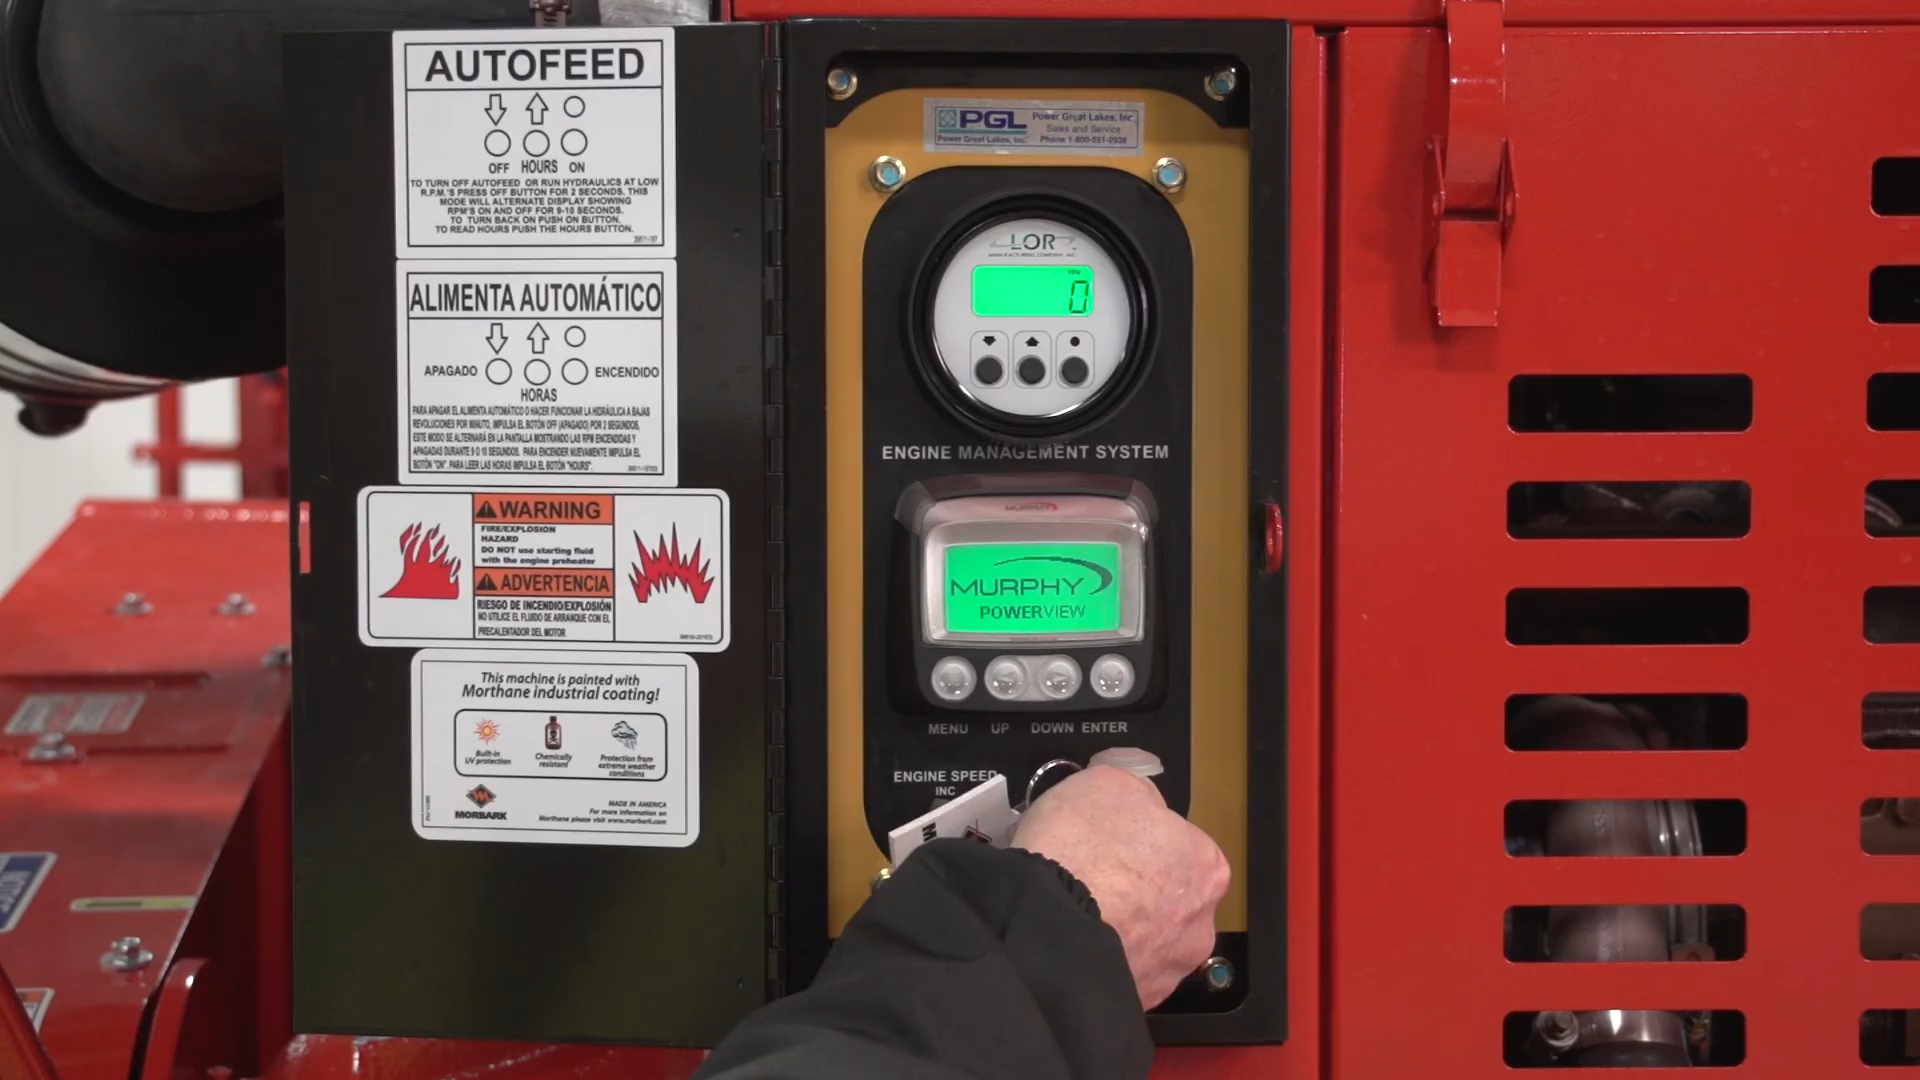 AUTOFEED
OFF HOURS ON
TO TURN OFF AUTOFEED OR RUN HYDRAULICS AT LOW
R.P.M.'S PRESS OFF BUTTON FOR 2 SECONDS. THIS
MODE WILL ALTERNATE DISPLAY SHOWING
RPM'S ON AND OFF FOR 9-10 SECONDS.
TO TURN BACK ON PUSH ON BUTTON.
TO READ HOURS PUSH THE HOURS BUTTON.
ALIMENTA AUTOMÁTICO
APAGADO ENCENDIDO
HORAS
PARA APAGAR EL ALIMENTA AUTOMÁTICO O HACER FUNCIONAR LA HIDRÁULICA A BAJAS
REVOLUCIONES POR MINUTO, IMPULSA EL BOTÓN OFF (APAGADO) POR 2 SEGUNDOS,
ESTE MODO SE ALTERNARÁ EN LA PANTALLA MOSTRANDO LAS RPM ENCENDIDAS Y
APAGADAS DURANTE 9 O 10 SEGUNDOS. PARA ENCENDER NUEVAMENTE IMPULSA EL
BOTÓN "ON". PARA LEER LAS HORAS IMPULSA EL BOTÓN "HOURS".
WARNING
FIRE/EXPLOSION
HAZARD
DO NOT use starting fluid
with the engine preheater
ADVERTENCIA
RIESGO DE INCENDIO/EXPLOSIÓN
NO UTILICE EL FLUIDO DE ARRANQUE CON EL
PRECALENTADOR DEL MOTOR
This machine is painted with
Morthane industrial coating!
Built-in
UV protection
Chemically
resistant
Protection from
extreme weather
conditions
MORBARK
MADE IN AMERICA
For more information on
Morthane please visit www.morbark.com
PGL
Power Great Lakes, Inc.
Power Great Lakes, Inc.
Sales and Service
Phone 1-800-551-2938
LOR
MANUFACTURING COMPANY, INC
RPM
0
ENGINE MANAGEMENT SYSTEM
MURPHY
MURPHY
POWERVIEW
MENU UP DOWN ENTER
ENGINE SPEED
INC